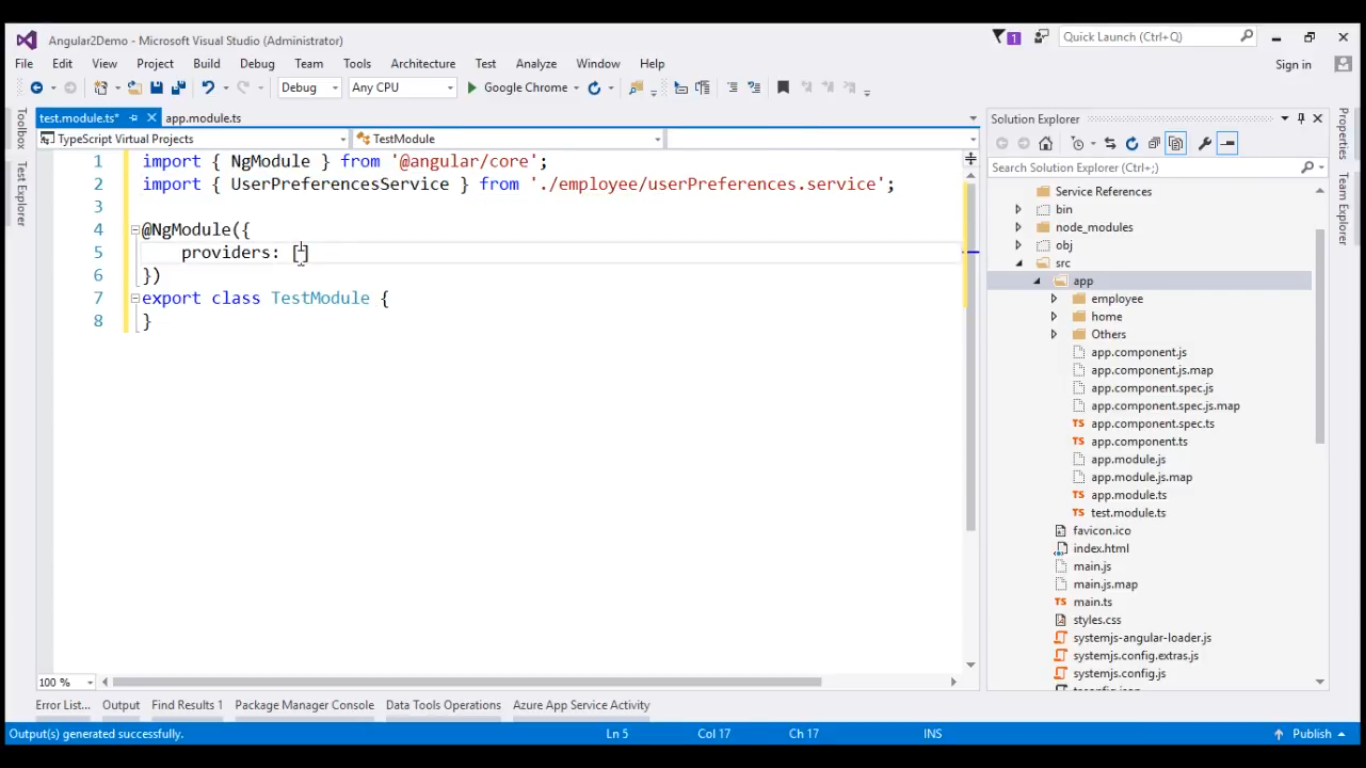 Angular2Demo - Microsoft Visual Studio (Administrator)
1
Quick Launch (Ctrl+Q)
File Edit View Project Build Debug Team Tools Architecture Test Analyze Window Help
Sign in
Debug Any CPU Google Chrome
Toolbox
Test Explorer
test.module.ts* app.module.ts
TypeScript Virtual Projects TestModule
1 import { NgModule } from '@angular/core';
2 import { UserPreferencesService } from './employee/userPreferences.service';
3
4 @NgModule({
5 providers: []
6 })
7 export class TestModule {
8 }
100 %
Solution Explorer
Search Solution Explorer (Ctrl+;)
Service References
bin
node_modules
obj
src
app
employee
home
Others
app.component.js
app.component.js.map
app.component.spec.js
app.component.spec.js.map
TS app.component.spec.ts
TS app.component.ts
app.module.js
app.module.js.map
TS app.module.ts
TS test.module.ts
favicon.ico
index.html
main.js
main.js.map
TS main.ts
styles.css
systemjs-angular-loader.js
systemjs.config.extras.js
systemjs.config.js
Properties
Team Explorer
Error List... Output Find Results 1 Package Manager Console Data Tools Operations Azure App Service Activity
Output(s) generated successfully. Ln 5 Col 17 Ch 17 INS Publish